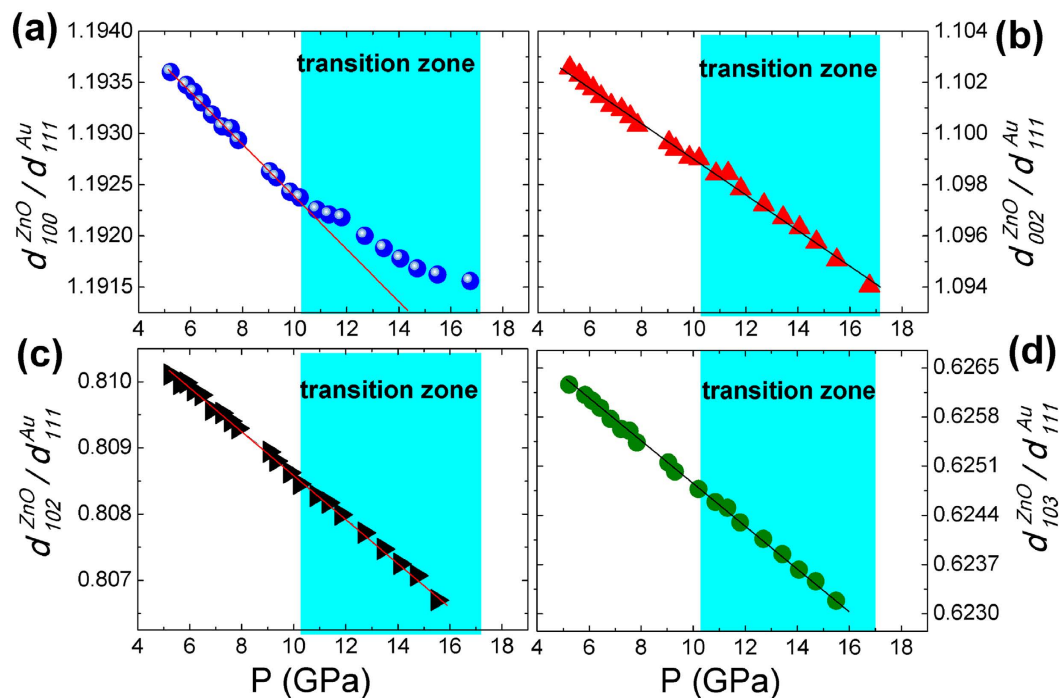 (a)
transition zone
d^{ZnO}_{100} / d^{Au}_{111}
1.1940
1.1935
1.1930
1.1925
1.1920
1.1915
4 6 8 10 12 14 16 18
(b)
transition zone
d^{ZnO}_{002} / d^{Au}_{111}
1.104
1.102
1.100
1.098
1.096
1.094
4 6 8 10 12 14 16 18
(c)
transition zone
d^{ZnO}_{102} / d^{Au}_{111}
0.810
0.809
0.808
0.807
4 6 8 10 12 14 16 18
P (GPa)
(d)
transition zone
d^{ZnO}_{103} / d^{Au}_{111}
0.6265
0.6258
0.6251
0.6244
0.6237
0.6230
4 6 8 10 12 14 16 18
P (GPa)